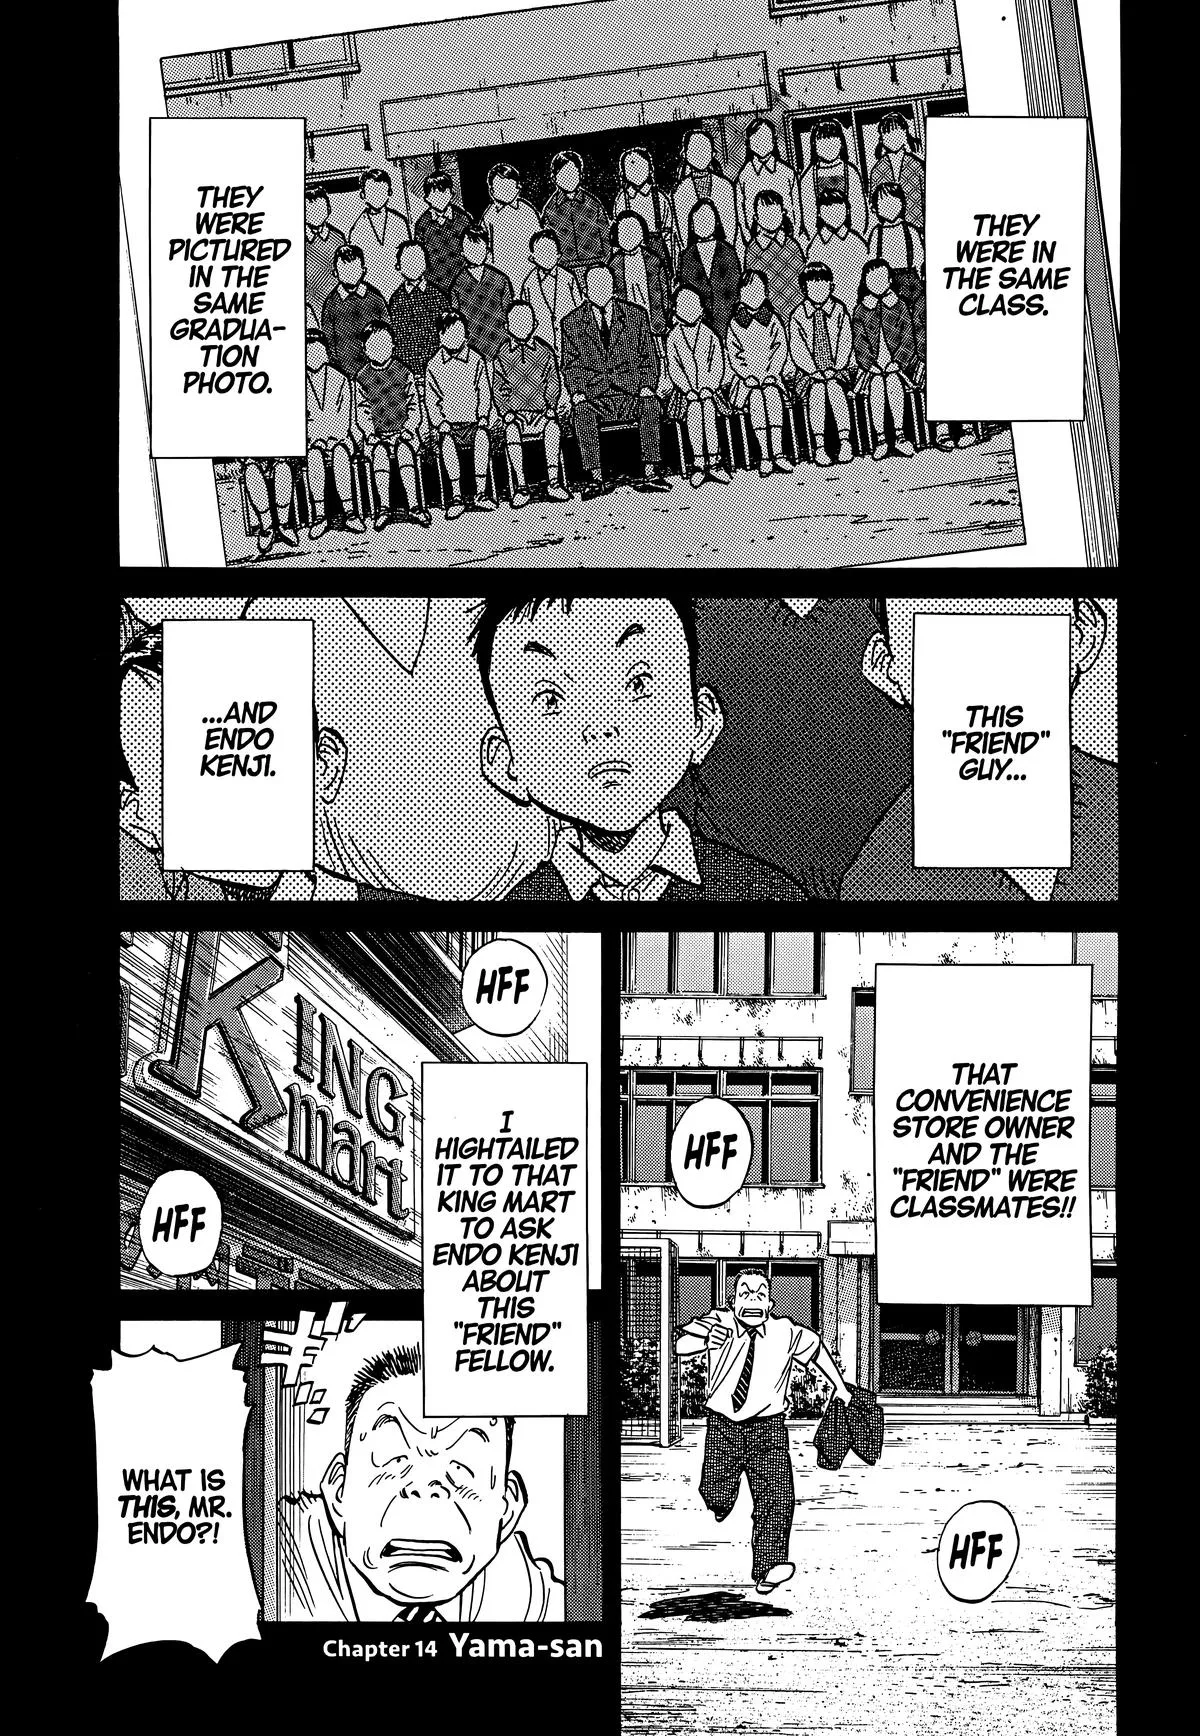 THEY
WERE IN
THE SAME
CLASS.
THEY
WERE
PICTURED
IN THE
SAME
GRADUA-
TION
PHOTO.
THIS
"FRIEND"
GUY...
...AND
ENDO
KENJI.
THAT
CONVENIENCE
STORE OWNER
AND THE
"FRIEND" WERE
CLASSMATES!!
HFF
HFF
HFF
KING
mart
HFF
I
HIGHTAILED
IT TO THAT
KING MART
TO ASK
ENDO KENJI
ABOUT
THIS
"FRIEND"
FELLOW.
WHAT IS
THIS, MR.
ENDO?!
Chapter 14 Yama-san